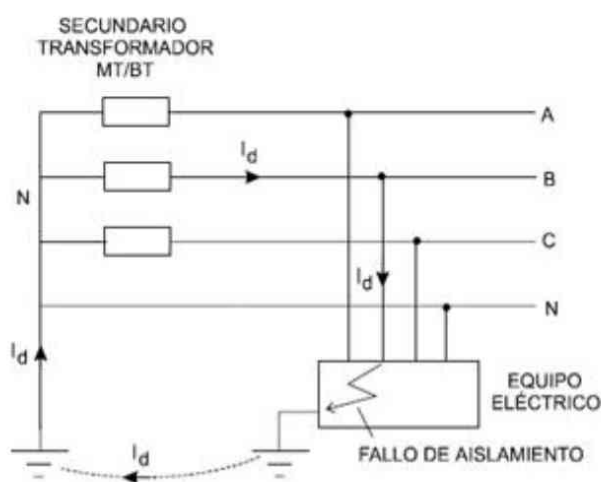 SECUNDARIO
TRANSFORMADOR
MT/BT
A
Id
B
N
C
Id
N
Id
EQUIPO
ELÉCTRICO
FALLO DE AISLAMIENTO
Id